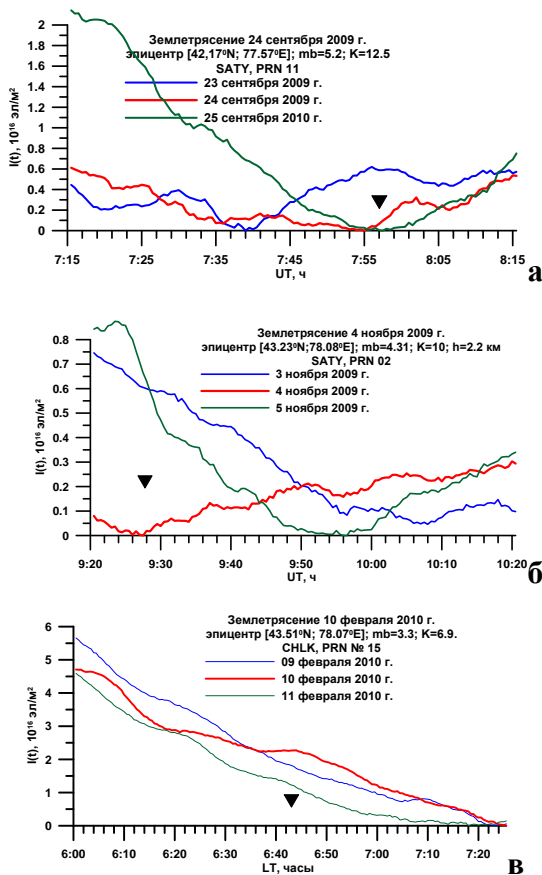 Землетрясение 24 сентября 2009 г.
эпицентр [42,17⁰N; 77.57⁰E]; mb=5.2; K=12.5
SATY, PRN 11
23 сентября 2009 г.
24 сентября 2009 г.
25 сентября 2010 г.
I(t), 10¹⁶ эл/м²
2
1.8
1.6
1.4
1.2
1
0.8
0.6
0.4
0.2
0
7:15
7:25
7:35
7:45
7:55
8:05
8:15
UT, ч
а
Землетрясение 4 ноября 2009 г.
эпицентр [43.23⁰N;78.08⁰E]; mb=4.31; K=10; h=2.2 км
SATY, PRN 02
3 ноября 2009 г.
4 ноября 2009 г.
5 ноября 2009 г.
I(t), 10¹⁶ эл/м²
0.8
0.7
0.6
0.5
0.4
0.3
0.2
0.1
0
9:20
9:30
9:40
9:50
10:00
10:10
10:20
UT, ч
б
Землетрясение 10 февраля 2010 г.
эпицентр [43.51⁰N; 78.07⁰E]; mb=3.3; K=6.9.
CHLK, PRN № 15
09 февраля 2010 г.
10 февраля 2010 г.
11 февраля 2010 г.
I(t), 10¹⁶ эл/м²
6
5
4
3
2
1
0
6:00
6:10
6:20
6:30
6:40
6:50
7:00
7:10
7:20
LT, часы
в